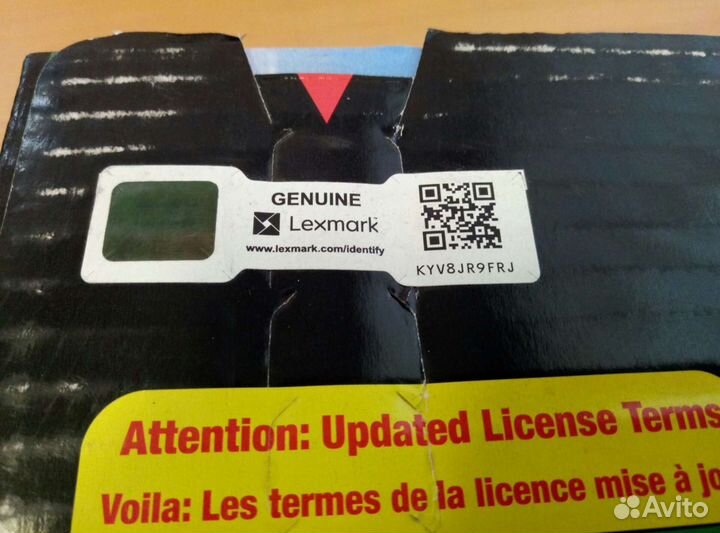 GENUINE
Lexmark
www.lexmark.com/identify
KYV8JR9FRJ
Attention: Updated License Terms
Voila: Les termes de la licence mise à jo
Avito